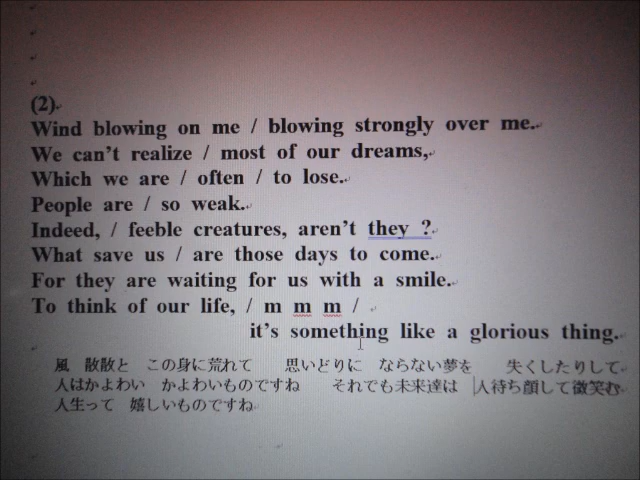 (2)
Wind blowing on me / blowing strongly over me.
We can't realize / most of our dreams,
Which we are / often / to lose.
People are / so weak.
Indeed, / feeble creatures, aren't they ?
What save us / are those days to come.
For they are waiting for us with a smile.
To think of our life, / m m m /
it's something like a glorious thing.
風　散散と　この身に荒れて　　思いどりに　ならない夢を　　失くしたりして
人はかよわい　かよわいものですね　　それでも未来達は　人待ち顔して微笑む
人生って　嬉しいものですね